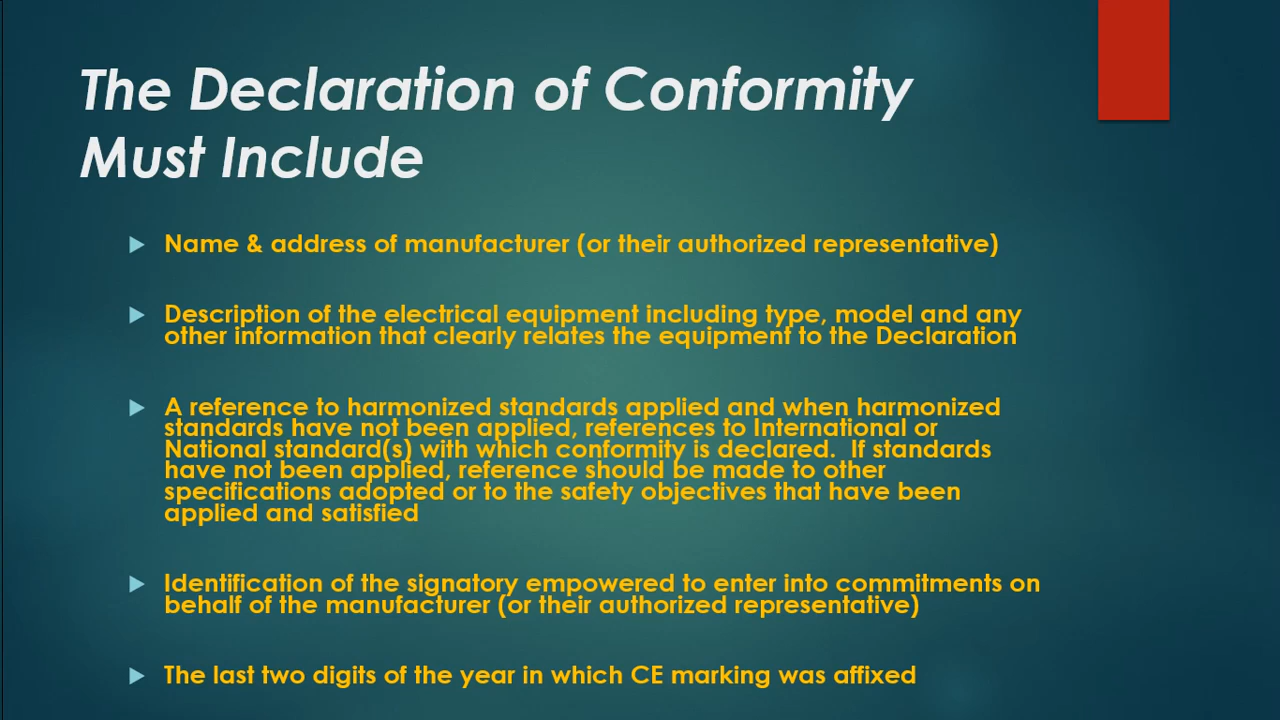 The Declaration of Conformity
Must Include
Name & address of manufacturer (or their authorized representative)
Description of the electrical equipment including type, model and any
other information that clearly relates the equipment to the Declaration
A reference to harmonized standards applied and when harmonized
standards have not been applied, references to International or
National standard(s) with which conformity is declared.  If standards
have not been applied, reference should be made to other
specifications adopted or to the safety objectives that have been
applied and satisfied
Identification of the signatory empowered to enter into commitments on
behalf of the manufacturer (or their authorized representative)
The last two digits of the year in which CE marking was affixed